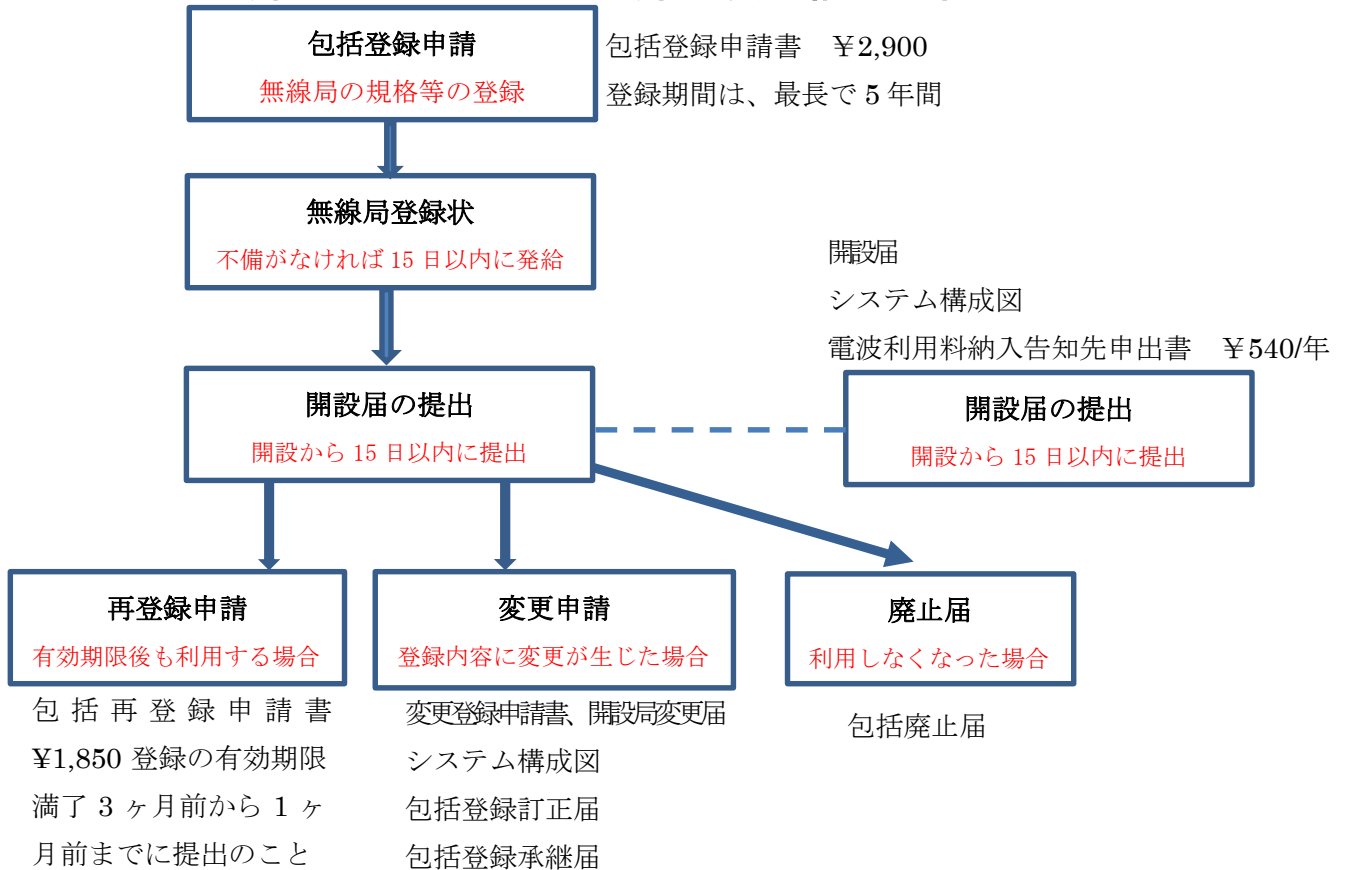 包括登録申請
無線局の規格等の登録
包括登録申請書 ￥2,900
登録期間は、最長で 5 年間
無線局登録状
不備がなければ 15 日以内に発給
開設届
システム構成図
電波利用料納入告知先申出書 ￥540/年
開設届の提出
開設から 15 日以内に提出
開設届の提出
開設から 15 日以内に提出
再登録申請
有効期限後も利用する場合
包括再登録申請書
¥1,850 登録の有効期限
満了 3 ヶ月前から 1 ヶ
月前までに提出のこと
変更申請
登録内容に変更が生じた場合
変更登録申請書、開設局変更届
システム構成図
包括登録訂正届
包括登録承継届
廃止届
利用しなくなった場合
包括廃止届